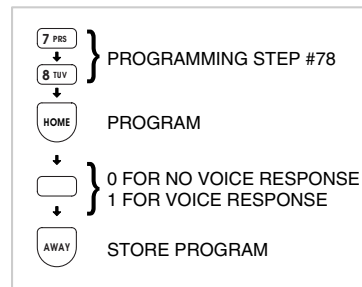 7 PRS
8 TUV
PROGRAMMING STEP #78
HOME
PROGRAM
0 FOR NO VOICE RESPONSE
1 FOR VOICE RESPONSE
AWAY
STORE PROGRAM